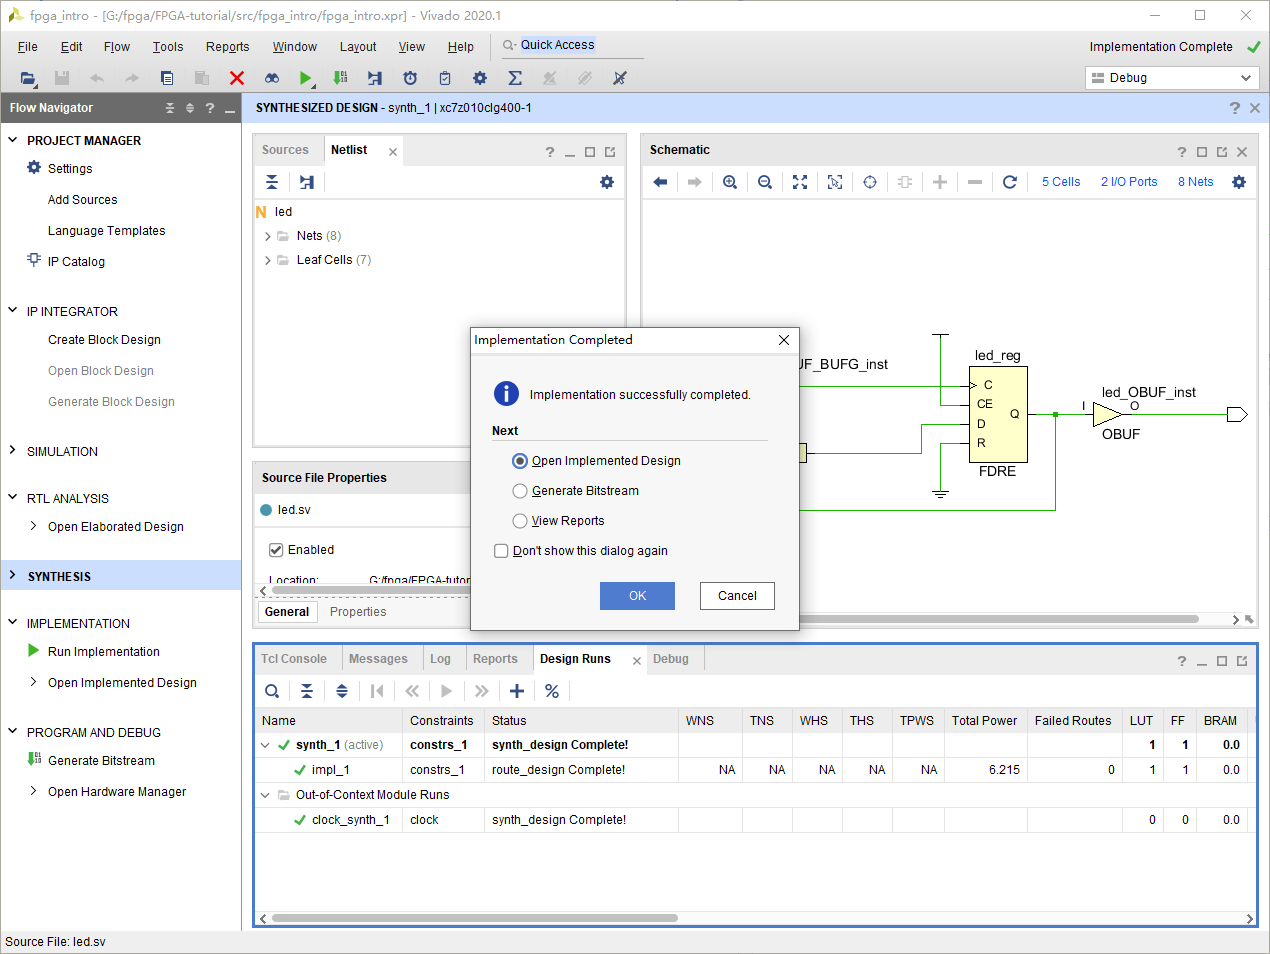 fpga_intro - [G:/fpga/FPGA-tutorial/src/fpga_intro/fpga_intro.xpr] - Vivado 2020.1
File Edit Flow Tools Reports Window Layout View Help Quick Access Implementation Complete
Debug
Flow Navigator
SYNTHESIZED DESIGN - synth_1 | xc7z010clg400-1
PROJECT MANAGER
Settings
Add Sources
Language Templates
IP Catalog
IP INTEGRATOR
Create Block Design
Open Block Design
Generate Block Design
SIMULATION
RTL ANALYSIS
Open Elaborated Design
SYNTHESIS
IMPLEMENTATION
Run Implementation
Open Implemented Design
PROGRAM AND DEBUG
Generate Bitstream
Open Hardware Manager
Sources Netlist
N led
Nets (8)
Leaf Cells (7)
Source File Properties
led.sv
Enabled
Location: G:/fpga/FPGA-tutor
General Properties
Schematic
5 Cells 2 I/O Ports 8 Nets
UF_BUFG_inst
led_reg
C
CE
D
R
Q
FDRE
led_OBUF_inst
I O
OBUF
Implementation Completed
Implementation successfully completed.
Next
Open Implemented Design
Generate Bitstream
View Reports
Don't show this dialog again
OK Cancel
Tcl Console Messages Log Reports Design Runs Debug
Name Constraints Status WNS TNS WHS THS TPWS Total Power Failed Routes LUT FF BRAM
synth_1 (active) constrs_1 synth_design Complete! 1 1 0.0
impl_1 constrs_1 route_design Complete! NA NA NA NA NA 6.215 0 1 1 0.0
Out-of-Context Module Runs
clock_synth_1 clock synth_design Complete! 0 0 0.0
Source File: led.sv